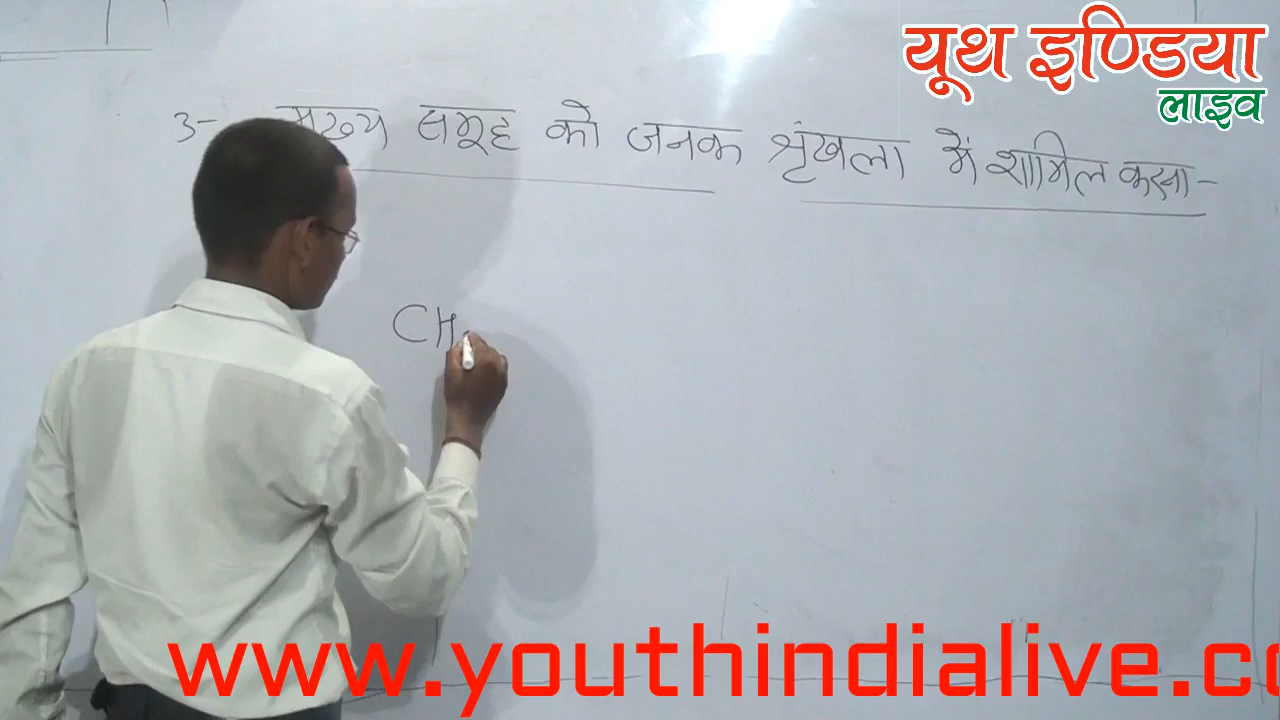 यूथ इण्डिया
लाइव
3- मुख्य समूह को जनक श्रृंखला में शामिल करना-
CH
www.youthindialive.co